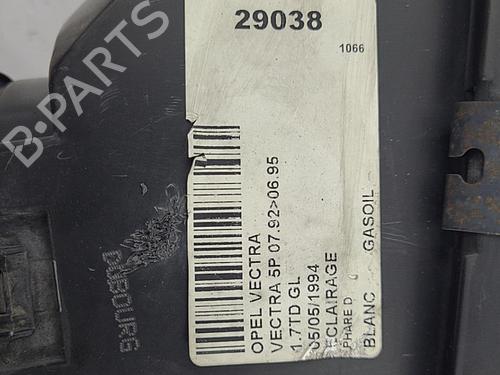 29038
1066
OPEL VECTRA
VECTRA 5P 07.92>06.95
1.7TD GL
05/05/1994
ECLAIRAGE
PHARE D
BLANC GASOIL
DUBOURG
B-PARTS